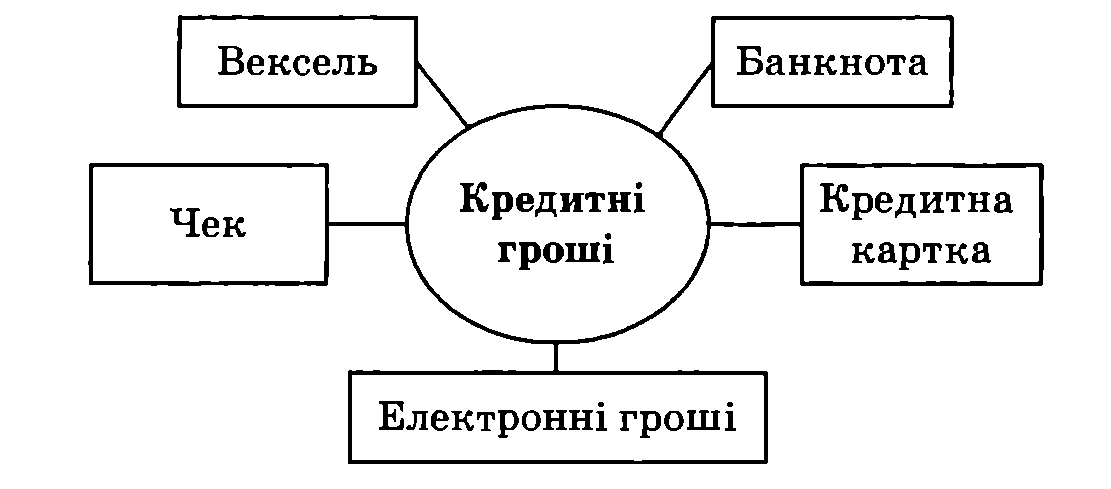 Вексель
Банкнота
Чек
Кредитні
гроші
Кредитна
картка
Електронні гроші